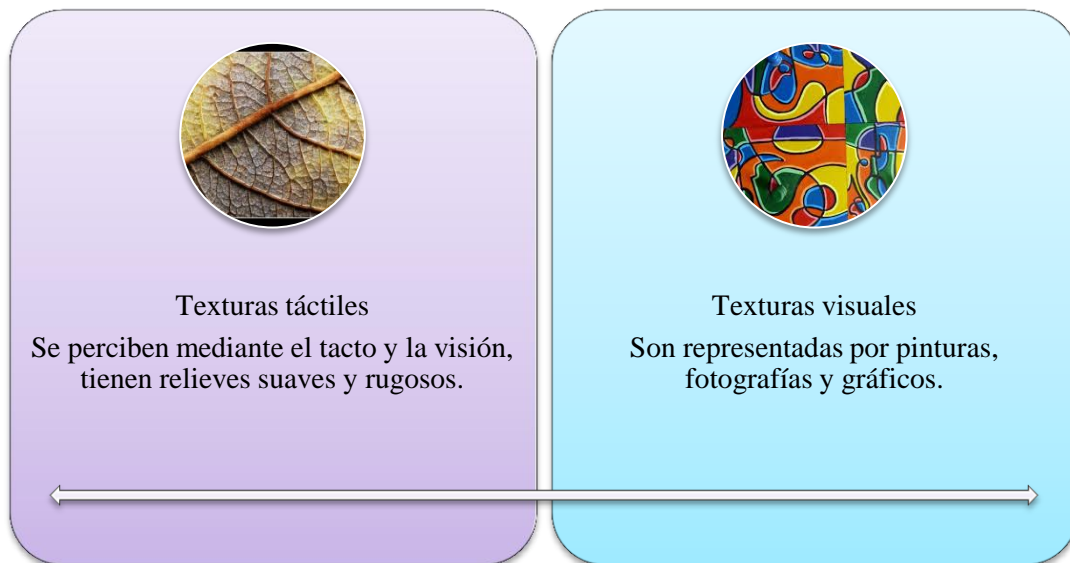 Texturas táctiles
Se perciben mediante el tacto y la visión,
tienen relieves suaves y rugosos.
Texturas visuales
Son representadas por pinturas,
fotografías y gráficos.